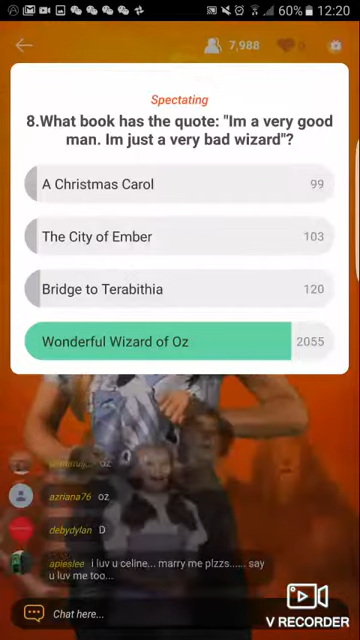 60% 12:20
7,988
0
Spectating
8.What book has the quote: "Im a very good
man. Im just a very bad wizard"?
A Christmas Carol 99
The City of Ember 103
Bridge to Terabithia 120
Wonderful Wizard of Oz 2055
oz
azriana76 oz
debydylan D
apieslee i luv u celine... marry me plzzs...... say
u luv me too...
Chat here...
V RECORDER